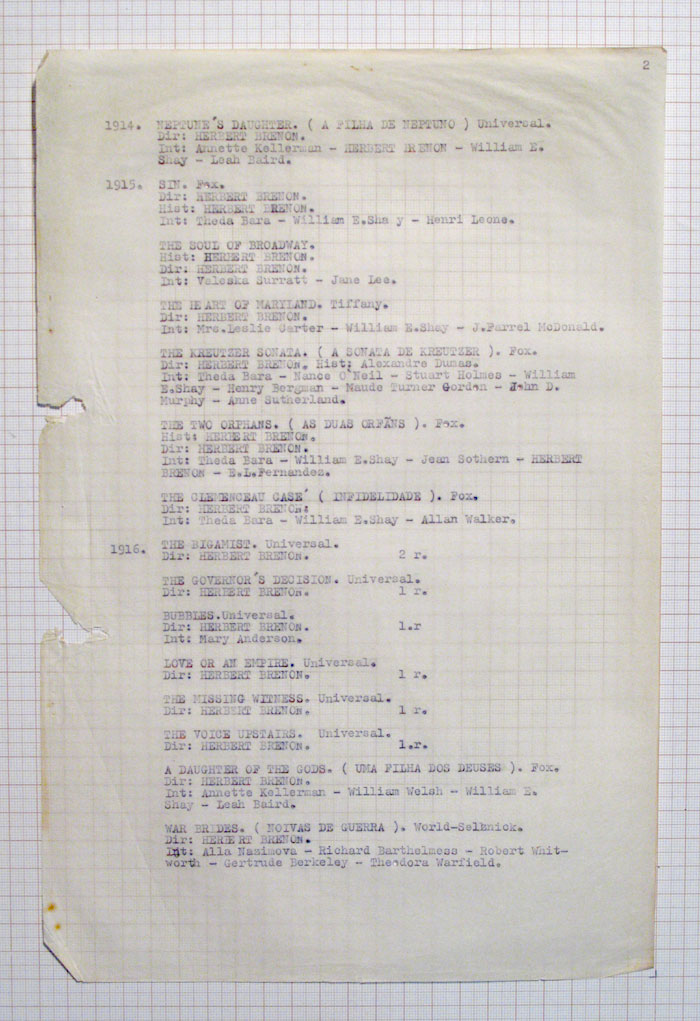 2
1914. NEPTUNE´S DAUGHTER. ( A FILHA DE NEPTUNO ) Universal.
Dir: HERBERT BRENON.
Int: Annette Kellerman - HERBERT BRENON - William E.
Shay - Leah Baird.
1915. SIN. Fox.
Dir: HERBERT BRENON.
Hist: HERBERT BRENON.
Int: Theda Bara - William E.Sha y - Henri Leone.
THE SOUL OF BROADWAY.
Hist: HERBERT BRENON.
Dir: HERBERT BRENON.
Int: Valeska Surratt - Jane Lee.
THE HEART OF MARYLAND. Tiffany.
Dir: HERBERT BRENON.
Int: Mrs.Leslie Carter - William E.Shay - J.Farrel McDonald.
THE KREUTZER SONATA. ( A SONATA DE KREUTZER ). Fox.
Dir: HERBERT BRENON. Hist: Alexandre Dumas.
Int: Theda Bara - Nance O´Neil - Stuart Holmes - William
E.Shay - Henry Bergman - Maude Turner Gordon - John D.
Murphy - Anne Sutherland.
THE TWO ORPHANS. ( AS DUAS ORFÃNS ). Fox.
Hist: HERBERT BRENON.
Dir: HERBERT BRENON.
Int: Theda Bara - William E.Shay - Jean Sothern - HERBERT
BRENON - E.L.Fernandez.
THE CLEMENCEAU CASE´ ( INFIDELIDADE ). Fox.
Dir: HERBERT BRENON:
Int: Theda Bara - William E.Shay - Allan Walker.
1916. THE BIGAMIST. Universal.
Dir: HERBERT BRENON. 2 r.
THE GOVERNOR´S DECISION. Universal.
Dir: HERBERT BRENON. 1 r.
BUBBLES.Universal.
Dir: HERBERT BRENON. 1.r
Int: Mary Anderson.
LOVE OR AN EMPIRE. Universal.
Dir: HERBERT BRENON. 1 r.
THE MISSING WITNESS. Universal.
Dir: HERBERT BRENON. 1 r.
THE VOICE UPSTAIRS. Universal.
Dir: HERBERT BRENON. 1.r.
A DAUGHTER OF THE GODS. ( UMA FILHA DOS DEUSES ). Fox.
Dir: HERBERT BRENON.
Int: Annette Kellerman - William Welsh - William E.
Shay - Leah Baird.
WAR BRIDES. ( NOIVAS DE GUERRA ). World-Selznick.
Dir: HERBERT BRENON.
Int: Alla Nazimova - Richard Barthelmess - Robert Whit-
worth - Gertrude Berkeley - Theodora Warfield.